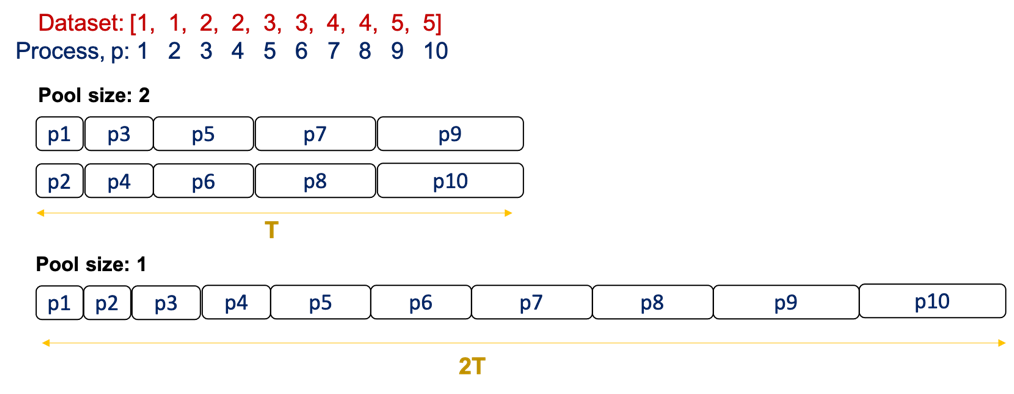 Dataset: [1, 1, 2, 2, 3, 3, 4, 4, 5, 5]
Process, p: 1 2 3 4 5 6 7 8 9 10
Pool size: 2
p1 p3 p5 p7 p9
p2 p4 p6 p8 p10
T
Pool size: 1
p1 p2 p3 p4 p5 p6 p7 p8 p9 p10
2T